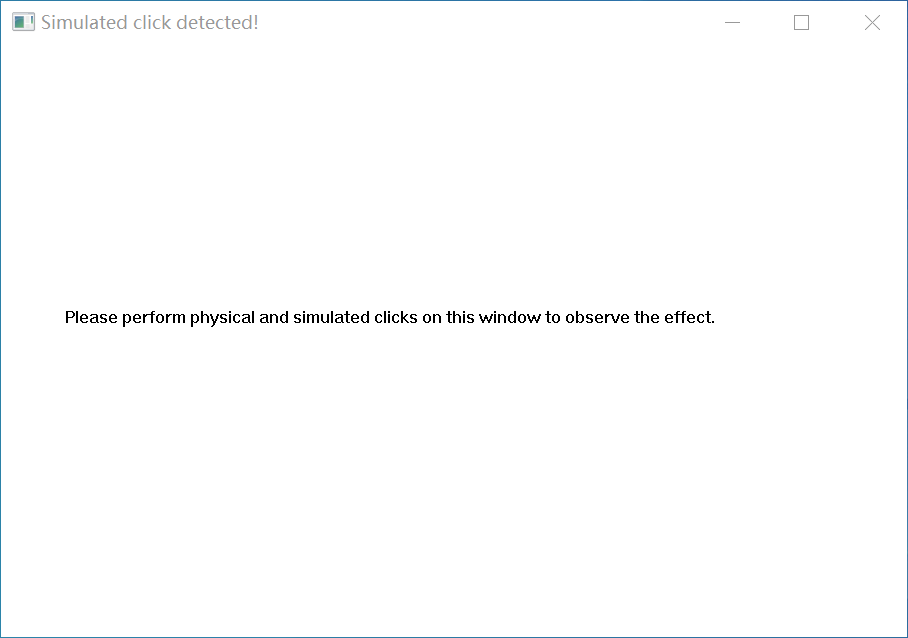 Simulated click detected!
Please perform physical and simulated clicks on this window to observe the effect.